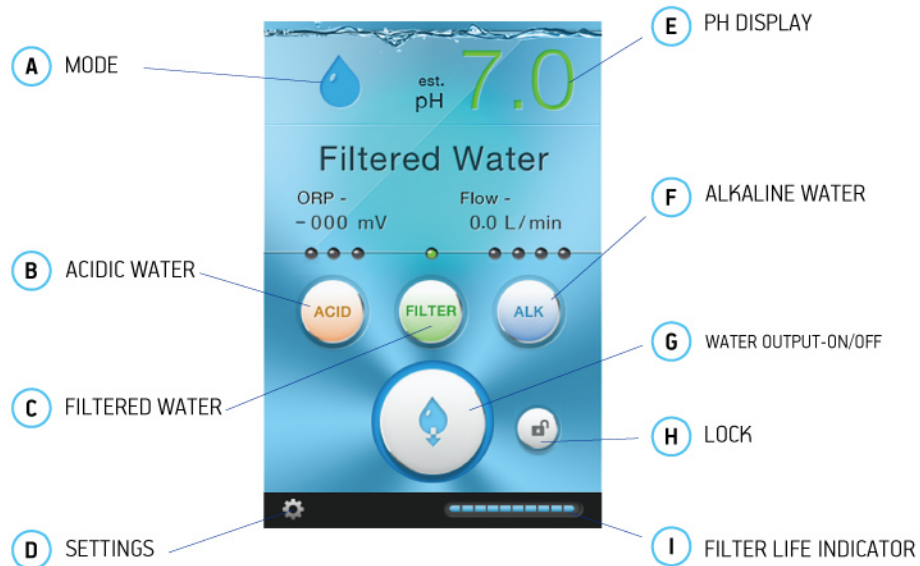 A MODE
E PH DISPLAY
est.
pH 7.0
Filtered Water
ORP - Flow -
- 000 mV 0.0 L/min
F ALKALINE WATER
B ACIDIC WATER
ACID FILTER ALK
G WATER OUTPUT-ON/OFF
C FILTERED WATER
H LOCK
D SETTINGS
I FILTER LIFE INDICATOR